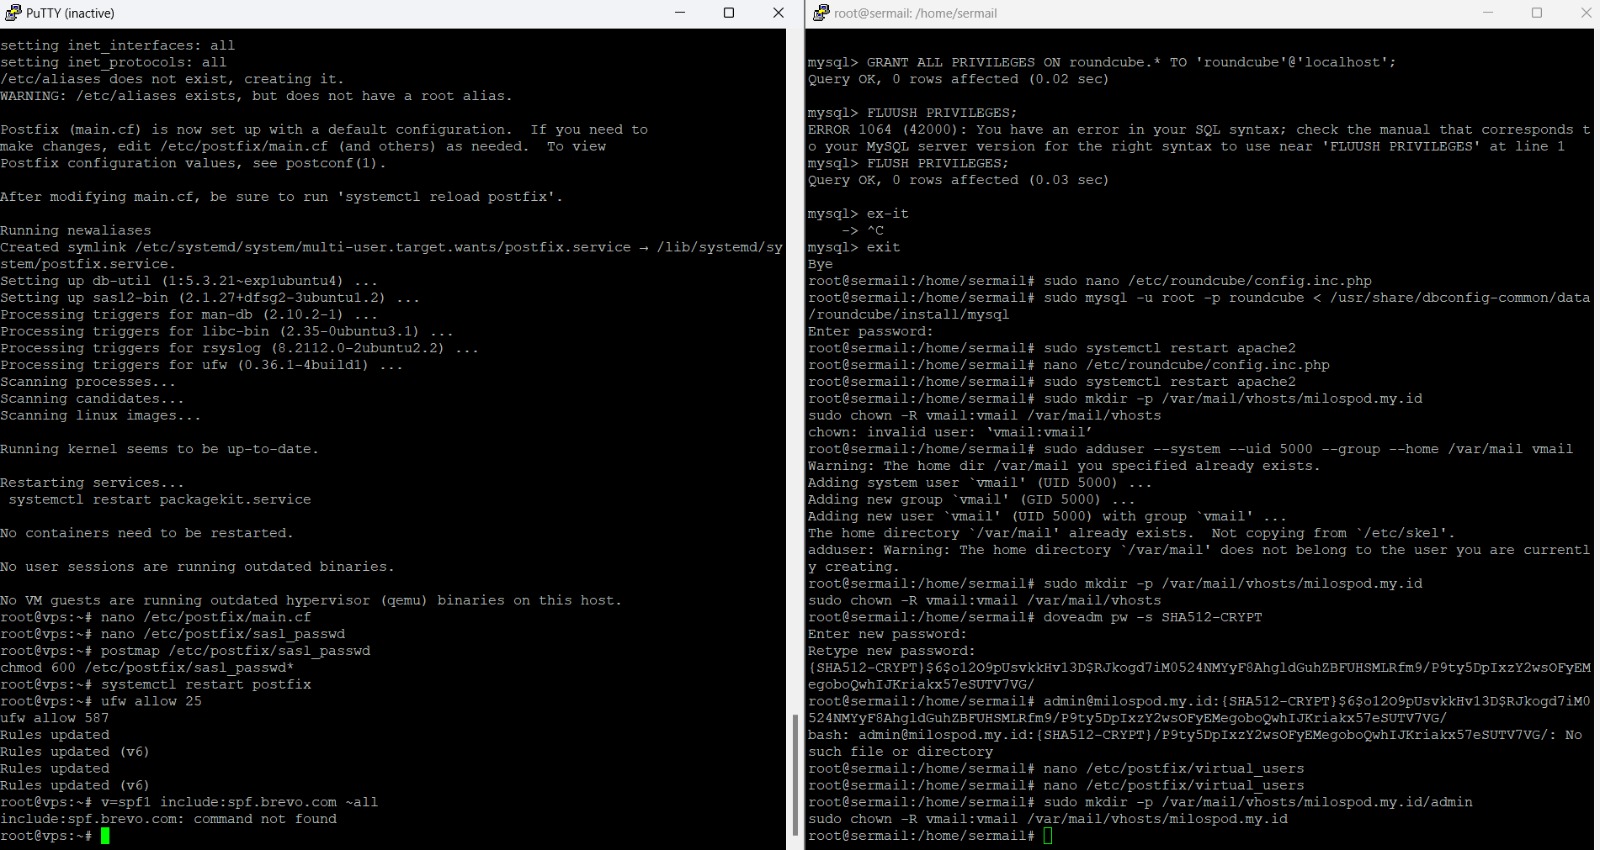 PuTTY (inactive)
setting inet_interfaces: all
setting inet_protocols: all
/etc/aliases does not exist, creating it.
WARNING: /etc/aliases exists, but does not have a root alias.
Postfix (main.cf) is now set up with a default configuration.  If you need to
make changes, edit /etc/postfix/main.cf (and others) as needed.  To view
Postfix configuration values, see postconf(1).
After modifying main.cf, be sure to run 'systemctl reload postfix'.
Running newaliases
Created symlink /etc/systemd/system/multi-user.target.wants/postfix.service → /lib/systemd/sy
stem/postfix.service.
Setting up db-util (1:5.3.21~exp1ubuntu4) ...
Setting up sasl2-bin (2.1.27+dfsg2-3ubuntu1.2) ...
Processing triggers for man-db (2.10.2-1) ...
Processing triggers for libc-bin (2.35-0ubuntu3.1) ...
Processing triggers for rsyslog (8.2112.0-2ubuntu2.2) ...
Processing triggers for ufw (0.36.1-4build1) ...
Scanning processes...
Scanning candidates...
Scanning linux images...
Running kernel seems to be up-to-date.
Restarting services...
 systemctl restart packagekit.service
No containers need to be restarted.
No user sessions are running outdated binaries.
No VM guests are running outdated hypervisor (qemu) binaries on this host.
root@vps:~# nano /etc/postfix/main.cf
root@vps:~# nano /etc/postfix/sasl_passwd
root@vps:~# postmap /etc/postfix/sasl_passwd
chmod 600 /etc/postfix/sasl_passwd*
root@vps:~# systemctl restart postfix
root@vps:~# ufw allow 25
ufw allow 587
Rules updated
Rules updated (v6)
Rules updated
Rules updated (v6)
root@vps:~# v=spf1 include:spf.brevo.com ~all
include:spf.brevo.com: command not found
root@vps:~#
root@sermail: /home/sermail
mysql> GRANT ALL PRIVILEGES ON roundcube.* TO 'roundcube'@'localhost';
Query OK, 0 rows affected (0.02 sec)
mysql> FLUUSH PRIVILEGES;
ERROR 1064 (42000): You have an error in your SQL syntax; check the manual that corresponds t
o your MySQL server version for the right syntax to use near 'FLUUSH PRIVILEGES' at line 1
mysql> FLUSH PRIVILEGES;
Query OK, 0 rows affected (0.03 sec)
mysql> ex-it
    -> ^C
mysql> exit
Bye
root@sermail:/home/sermail# sudo nano /etc/roundcube/config.inc.php
root@sermail:/home/sermail# sudo mysql -u root -p roundcube < /usr/share/dbconfig-common/data
/roundcube/install/mysql
Enter password:
root@sermail:/home/sermail# sudo systemctl restart apache2
root@sermail:/home/sermail# nano /etc/roundcube/config.inc.php
root@sermail:/home/sermail# sudo systemctl restart apache2
root@sermail:/home/sermail# sudo mkdir -p /var/mail/vhosts/milospod.my.id
sudo chown -R vmail:vmail /var/mail/vhosts
chown: invalid user: ‘vmail:vmail’
root@sermail:/home/sermail# sudo adduser --system --uid 5000 --group --home /var/mail vmail
Warning: The home dir /var/mail you specified already exists.
Adding system user `vmail' (UID 5000) ...
Adding new group `vmail' (GID 5000) ...
Adding new user `vmail' (UID 5000) with group `vmail' ...
The home directory `/var/mail' already exists.  Not copying from `/etc/skel'.
adduser: Warning: The home directory `/var/mail' does not belong to the user you are currentl
y creating.
root@sermail:/home/sermail# sudo mkdir -p /var/mail/vhosts/milospod.my.id
sudo chown -R vmail:vmail /var/mail/vhosts
root@sermail:/home/sermail# doveadm pw -s SHA512-CRYPT
Enter new password:
Retype new password:
{SHA512-CRYPT}$6$o12O9pUsvkkHv13D$RJkogd7iM0524NMYyF8AhgldGuhZBFUHSMLRfm9/P9ty5DpIxzY2wsOFyEM
egoboQwhIJKriakx57eSUTV7VG/
root@sermail:/home/sermail# admin@milospod.my.id:{SHA512-CRYPT}$6$o12O9pUsvkkHv13D$RJkogd7iM0
524NMYyF8AhgldGuhZBFUHSMLRfm9/P9ty5DpIxzY2wsOFyEMegoboQwhIJKriakx57eSUTV7VG/
bash: admin@milospod.my.id:{SHA512-CRYPT}/P9ty5DpIxzY2wsOFyEMegoboQwhIJKriakx57eSUTV7VG/: No
such file or directory
root@sermail:/home/sermail# nano /etc/postfix/virtual_users
root@sermail:/home/sermail# nano /etc/postfix/virtual_users
root@sermail:/home/sermail# sudo mkdir -p /var/mail/vhosts/milospod.my.id/admin
sudo chown -R vmail:vmail /var/mail/vhosts/milospod.my.id
root@sermail:/home/sermail#